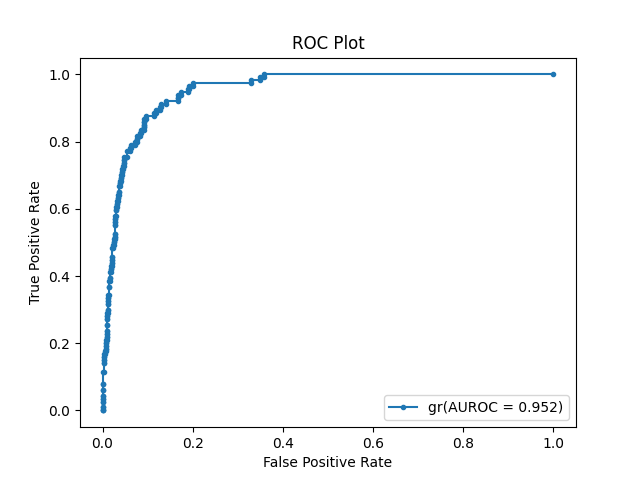 ROC Plot
True Positive Rate
1.0
0.8
0.6
0.4
0.2
0.0
0.0 0.2 0.4 0.6 0.8 1.0
False Positive Rate
gr(AUROC = 0.952)